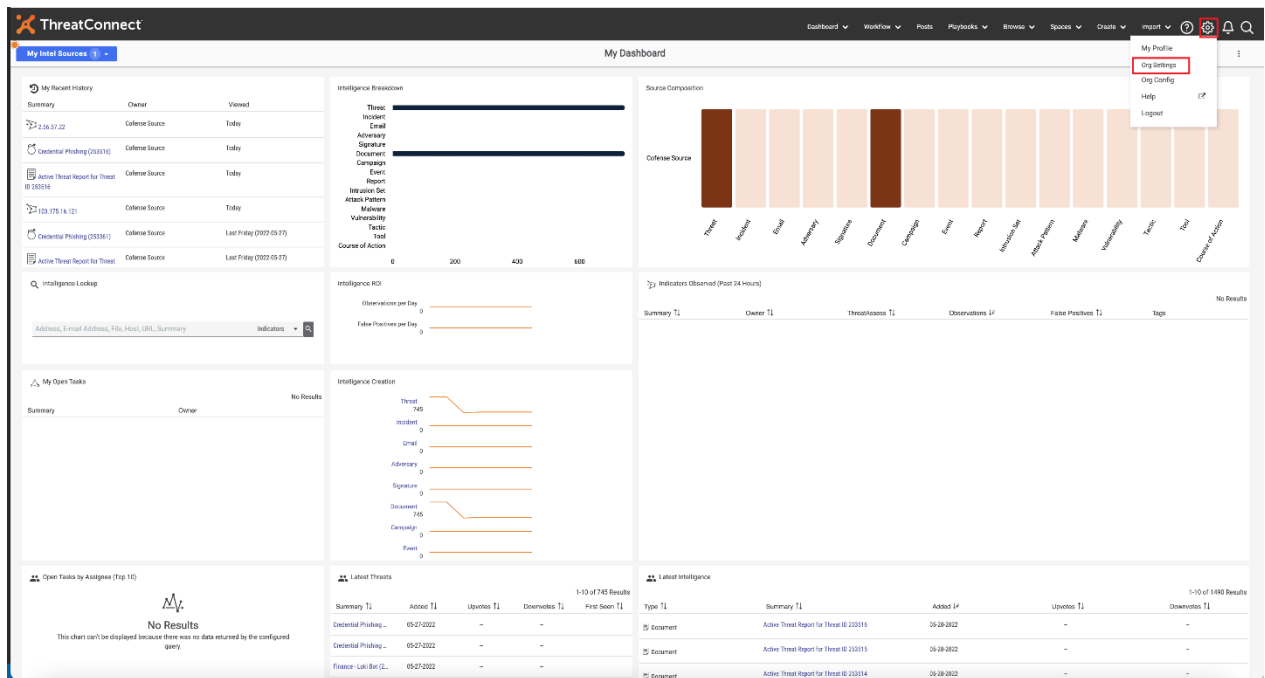 ThreatConnect
Dashboard Workflow Posts Playbooks Browse Spaces Create Import
My Intel Sources 1
My Dashboard
My Profile
Org Settings
Org Config
Help
Logout
My Recent History
Summary Owner Viewed
2.56.57.22 Cofense Source Today
Credential Phishing (253516) Cofense Source Today
Active Threat Report for Threat Cofense Source Today
ID 253516
103.175.16.121 Cofense Source Today
Credential Phishing (253361) Cofense Source Last Friday (2022-05-27)
Active Threat Report for Threat Cofense Source Last Friday (2022-05-27)
Intelligence Breakdown
Threat
Incident
Email
Adversary
Signature
Document
Campaign
Event
Report
Intrusion Set
Attack Pattern
Malware
Vulnerability
Tactic
Tool
Course of Action
0 200 400 600
Source Composition
Cofense Source
Threat Incident Email Adversary Signature Document Campaign Event Report Intrusion Set Attack Pattern Malware Vulnerability Tactic Tool Course of Action
Intelligence Lookup
Address, E-mail Address, File, Host, URL, Summary Indicators
Intelligence ROI
Observations per Day
0
False Positives per Day
0
Indicators Observed (Past 24 Hours)
No Results
Summary Owner ThreatAssess Observations False Positives Tags
My Open Tasks
No Results
Summary Owner
Intelligence Creation
Threat
745
Incident
0
Email
0
Adversary
0
Signature
0
Document
745
Campaign
0
Event
0
Open Tasks by Assignee (Top 10)
No Results
This chart can't be displayed because there was no data returned by the configured
query.
Latest Threats
1-10 of 745 Results
Summary Added Upvotes Downvotes First Seen
Credential Phishing ... 05-27-2022 – –
Credential Phishing ... 05-27-2022 – –
Finance - Loki Bot (2... 05-27-2022 – –
Latest Intelligence
1-10 of 1490 Results
Type Summary Added Upvotes Downvotes
Document Active Threat Report for Threat ID 253516 05-28-2022 – –
Document Active Threat Report for Threat ID 253515 05-28-2022 – –
Document Active Threat Report for Threat ID 253514 05-28-2022 – –